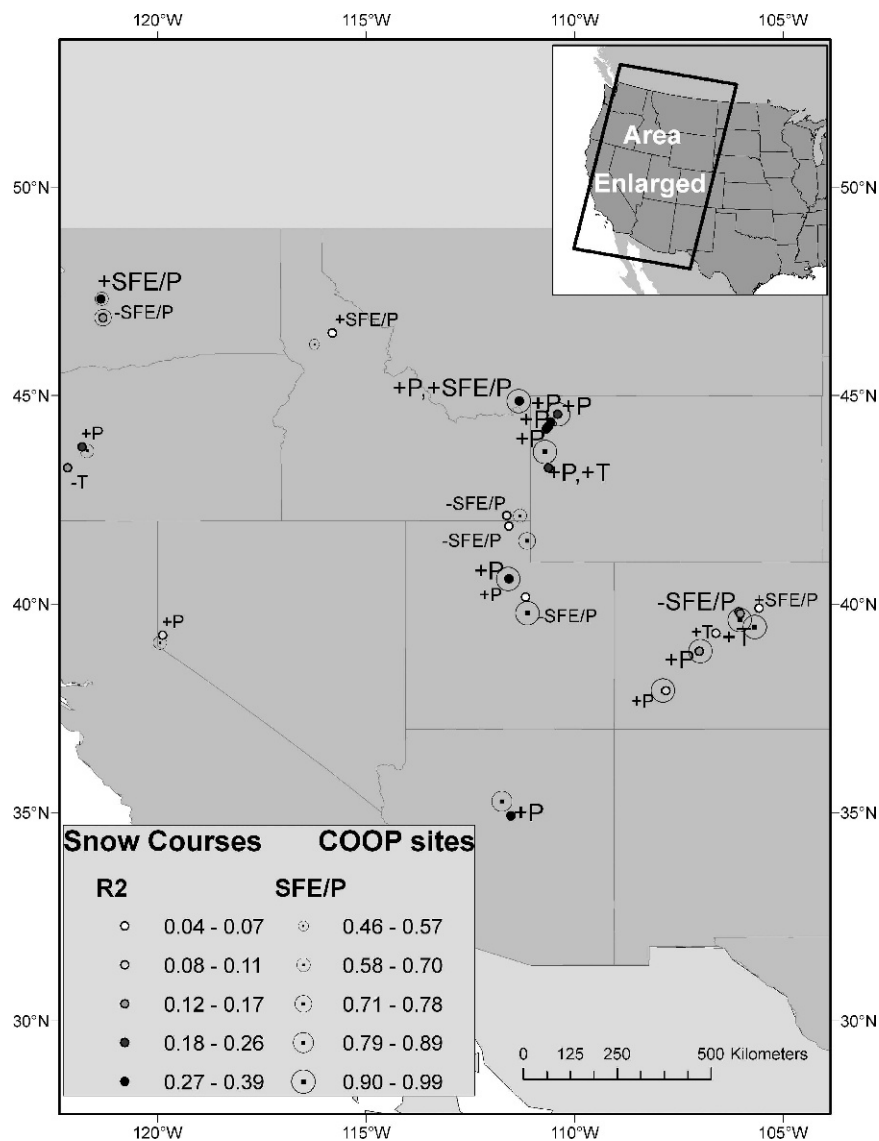 120°W 115°W 110°W 105°W
Area
Enlarged
50°N 50°N
+SFE/P
-SFE/P
+SFE/P
45°N 45°N
+P, +SFE/P
+P
+P
+P
+P
+P
-T
+P, +T
-SFE/P
-SFE/P
+P
40°N 40°N
+P
-SFE/P
-SFE/P
+SFE/P
+P
+T
+T
+P
+P
35°N 35°N
+P
Snow Courses COOP sites
R2 SFE/P
0.04 - 0.07 0.46 - 0.57
0.08 - 0.11 0.58 - 0.70
0.12 - 0.17 0.71 - 0.78
0.18 - 0.26 0.79 - 0.89
0.27 - 0.39 0.90 - 0.99
30°N 30°N
0 125 250 500 Kilometers
120°W 115°W 110°W 105°W